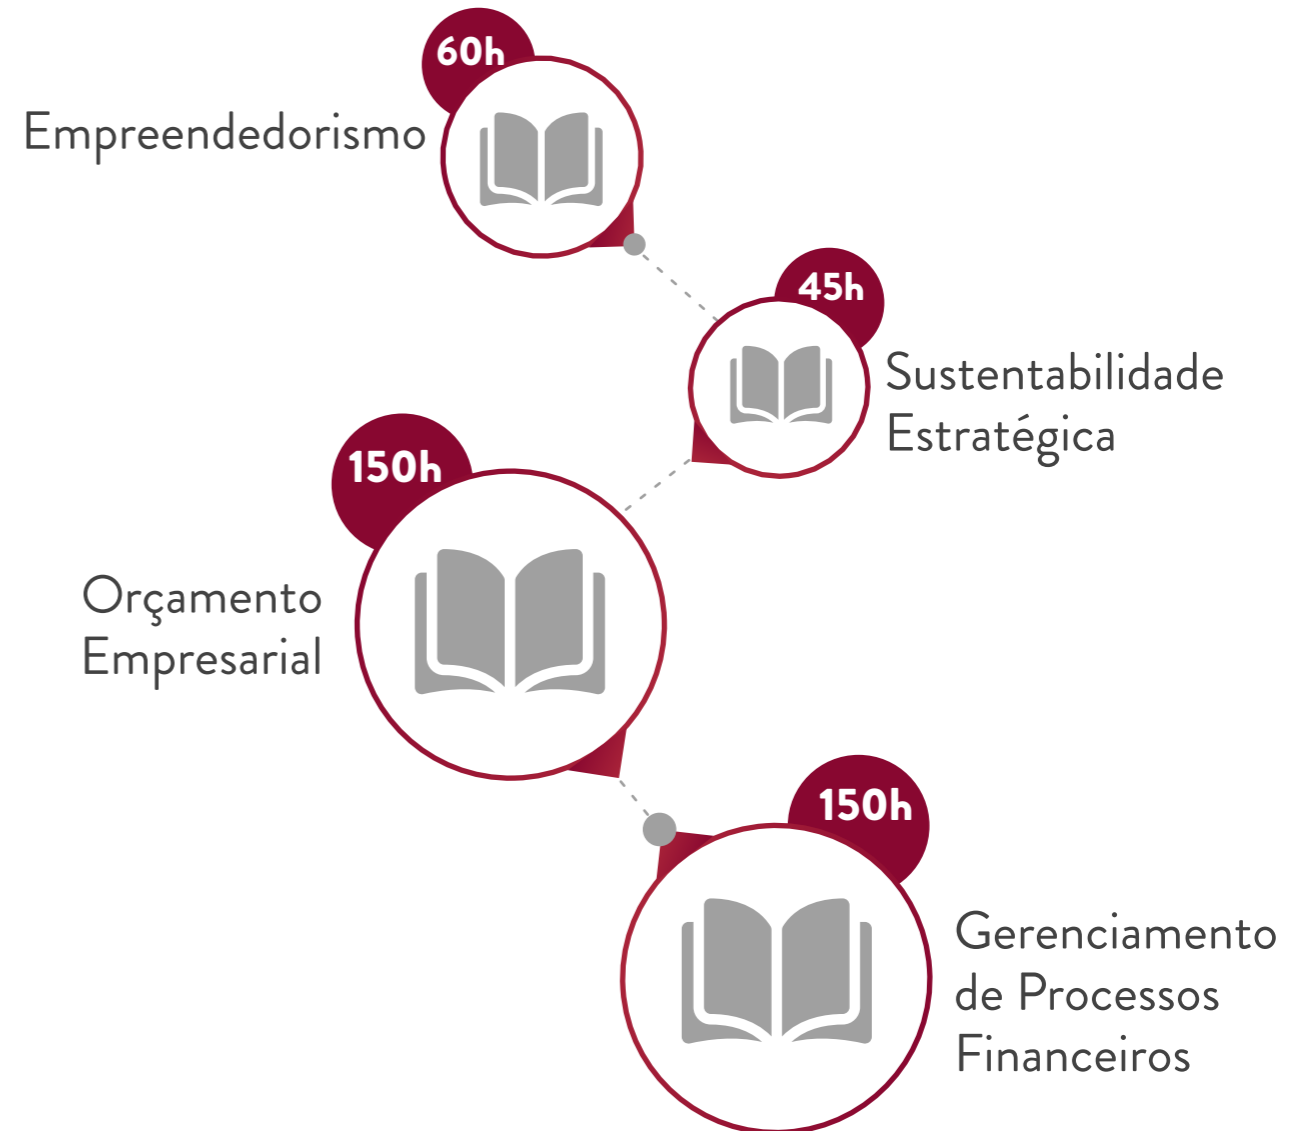 60h
Empreendedorismo
45h
Sustentabilidade
Estratégica
150h
Orçamento
Empresarial
150h
Gerenciamento
de Processos
Financeiros